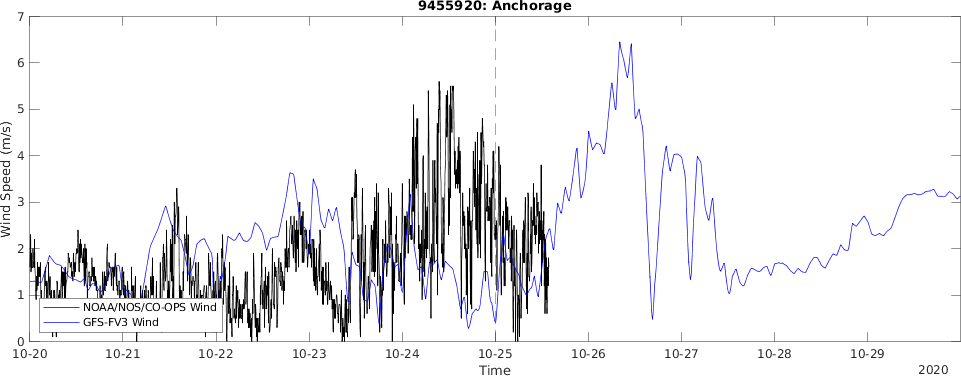 9455920: Anchorage
Wind Speed (m/s)
7
6
5
4
3
2
1
0
NOAA/NOS/CO-OPS Wind
GFS-FV3 Wind
10-20 10-21 10-22 10-23 10-24 10-25 10-26 10-27 10-28 10-29
Time
2020